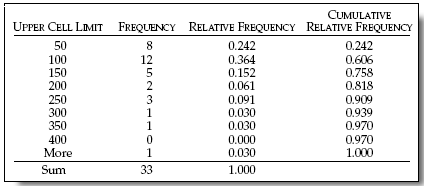 CUMULATIVE
UPPER CELL LIMIT FREQUENCY RELATIVE FREQUENCY RELATIVE FREQUENCY
50 8 0.242 0.242
100 12 0.364 0.606
150 5 0.152 0.758
200 2 0.061 0.818
250 3 0.091 0.909
300 1 0.030 0.939
350 1 0.030 0.970
400 0 0.000 0.970
More 1 0.030 1.000
Sum 33 1.000